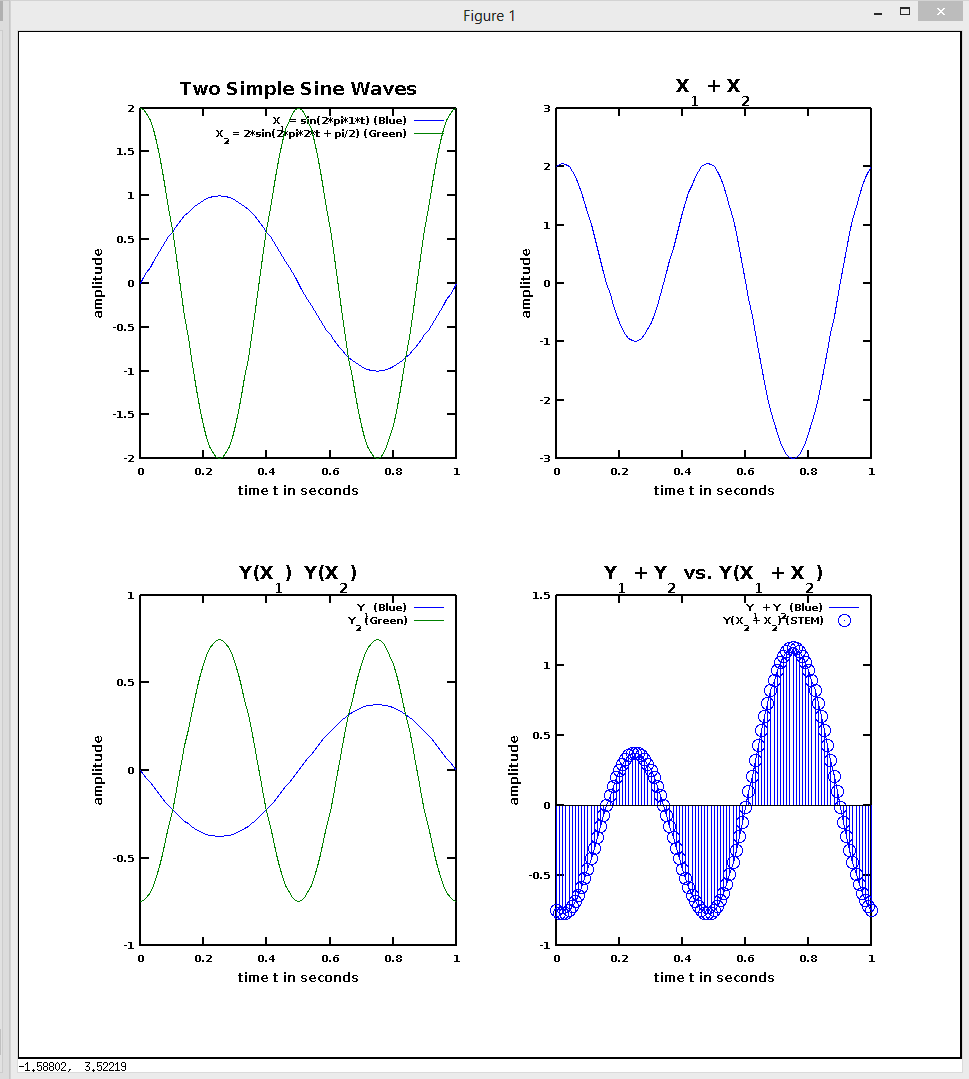 Figure 1
Two Simple Sine Waves
X1 = sin(2*pi*1*t) (Blue)
X2 = 2*sin(2*pi*2*t + pi/2) (Green)
2
1.5
1
0.5
0
-0.5
-1
-1.5
-2
amplitude
0 0.2 0.4 0.6 0.8 1
time t in seconds
X1 + X2
3
2
1
0
-1
-2
-3
amplitude
0 0.2 0.4 0.6 0.8 1
time t in seconds
Y(X1) Y(X2)
Y1 (Blue)
Y2 (Green)
1
0.5
0
-0.5
-1
amplitude
0 0.2 0.4 0.6 0.8 1
time t in seconds
Y1 + Y2 vs. Y(X1 + X2)
Y1 + Y2 (Blue)
Y(X2 + X2) (STEM)
1.5
1
0.5
0
-0.5
-1
amplitude
0 0.2 0.4 0.6 0.8 1
time t in seconds
-1.58802, 3.52219